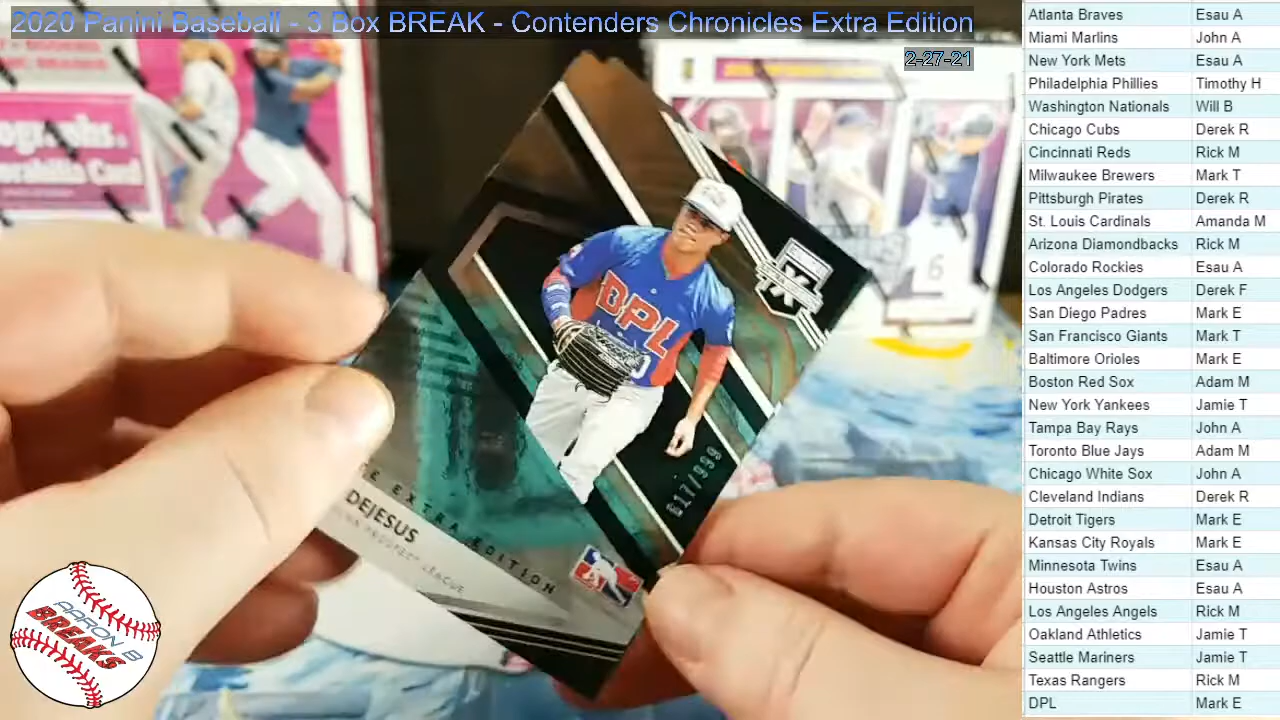 2020 Panini Baseball - 3 Box BREAK - Contenders Chronicles Extra Edition
2-27-21
DPL
617/999
EXTRA EDITION
DEJESUS
PROSPECT LEAGUE
Memorabilia Card
6
AARON B
BREAKS
Atlanta Braves Esau A
Miami Marlins John A
New York Mets Esau A
Philadelphia Phillies Timothy H
Washington Nationals Will B
Chicago Cubs Derek R
Cincinnati Reds Rick M
Milwaukee Brewers Mark T
Pittsburgh Pirates Derek R
St. Louis Cardinals Amanda M
Arizona Diamondbacks Rick M
Colorado Rockies Esau A
Los Angeles Dodgers Derek F
San Diego Padres Mark E
San Francisco Giants Mark T
Baltimore Orioles Mark E
Boston Red Sox Adam M
New York Yankees Jamie T
Tampa Bay Rays John A
Toronto Blue Jays Adam M
Chicago White Sox John A
Cleveland Indians Derek R
Detroit Tigers Mark E
Kansas City Royals Mark E
Minnesota Twins Esau A
Houston Astros Esau A
Los Angeles Angels Rick M
Oakland Athletics Jamie T
Seattle Mariners Jamie T
Texas Rangers Rick M
DPL Mark E